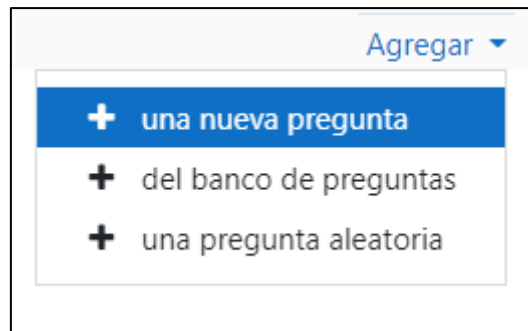 Agregar
+ una nueva pregunta
+ del banco de preguntas
+ una pregunta aleatoria